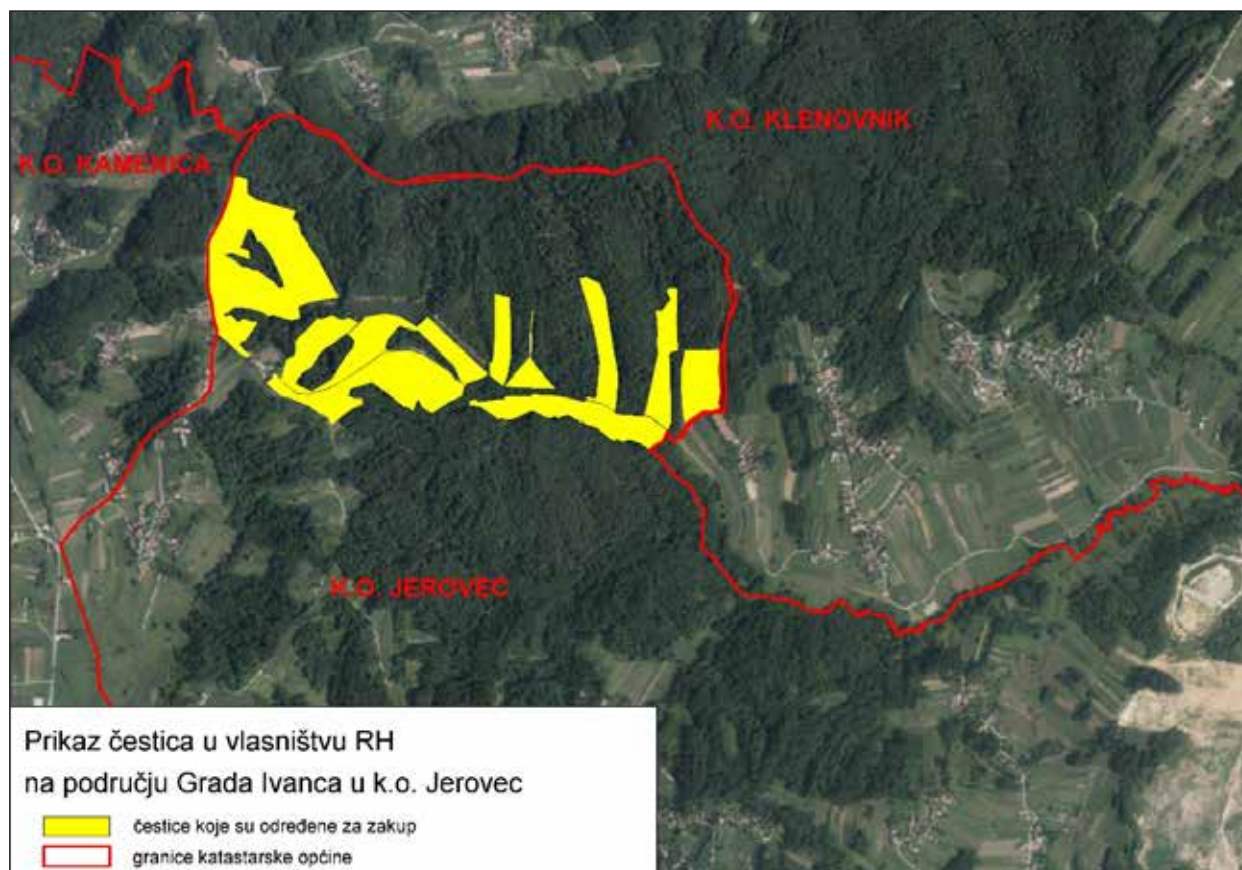 K.O. KLENOVNIK
K.O. KAMENICA
K.O. JEROVEC
Prikaz čestica u vlasništvu RH
na području Grada Ivanca u k.o. Jerovec
čestice koje su određene za zakup
granice katastarske općine